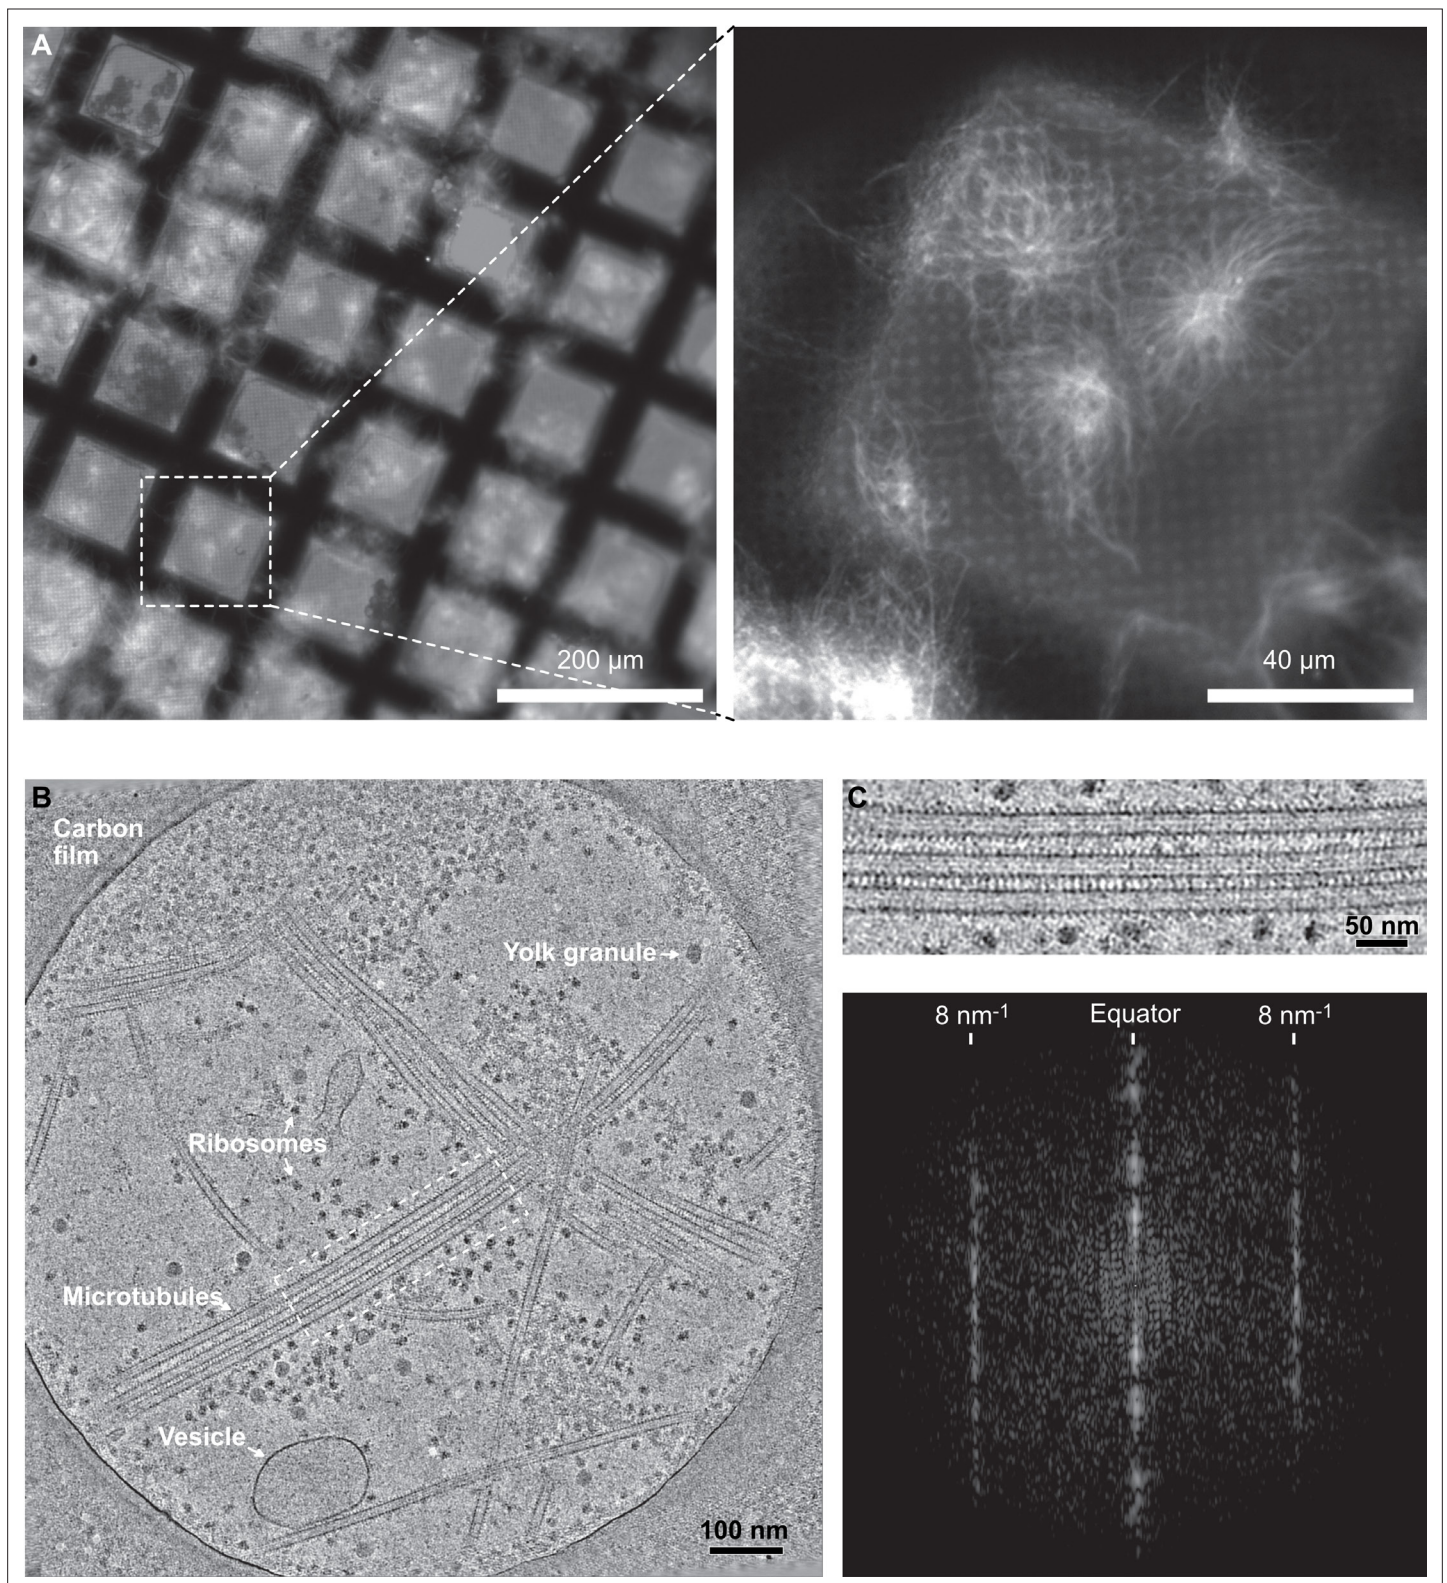 A
200 µm
40 µm
B
Carbon
film
Yolk granule
Ribosomes
Microtubules
Vesicle
100 nm
C
50 nm
8 nm-1
Equator
8 nm-1